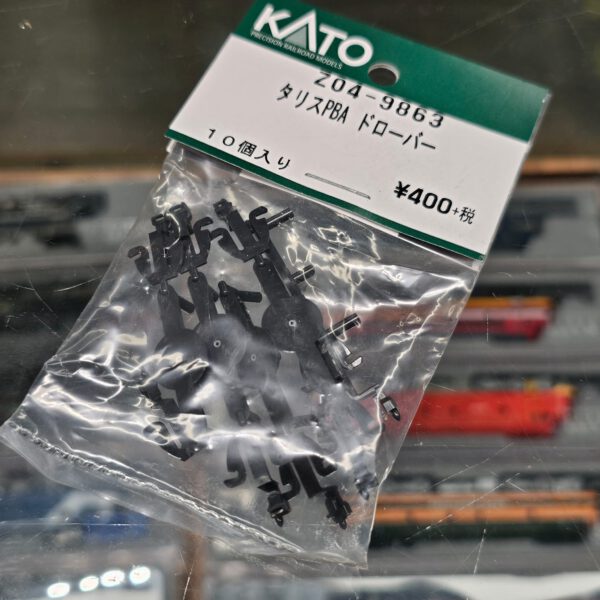 KATO
PRECISION RAILROAD MODELS
Z04-9863
タリスPBA ドローバー
10個入り
¥400+税